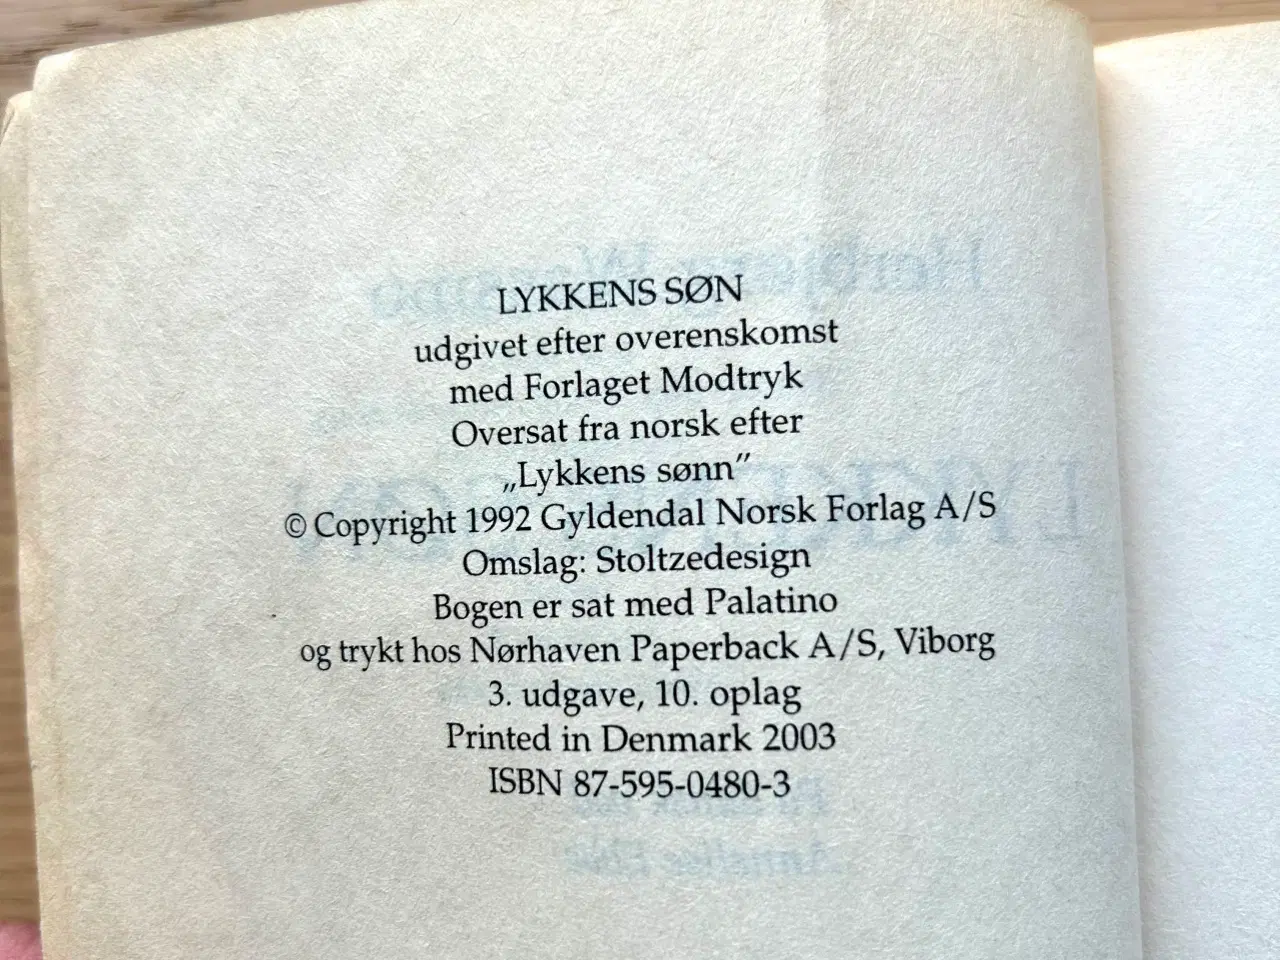 LYKKENS SØN
udgivet efter overenskomst
med Forlaget Modtryk
Oversat fra norsk efter
„Lykkens sønn”
© Copyright 1992 Gyldendal Norsk Forlag A/S
Omslag: Stoltzedesign
Bogen er sat med Palatino
og trykt hos Nørhaven Paperback A/S, Viborg
3. udgave, 10. oplag
Printed in Denmark 2003
ISBN 87-595-0480-3